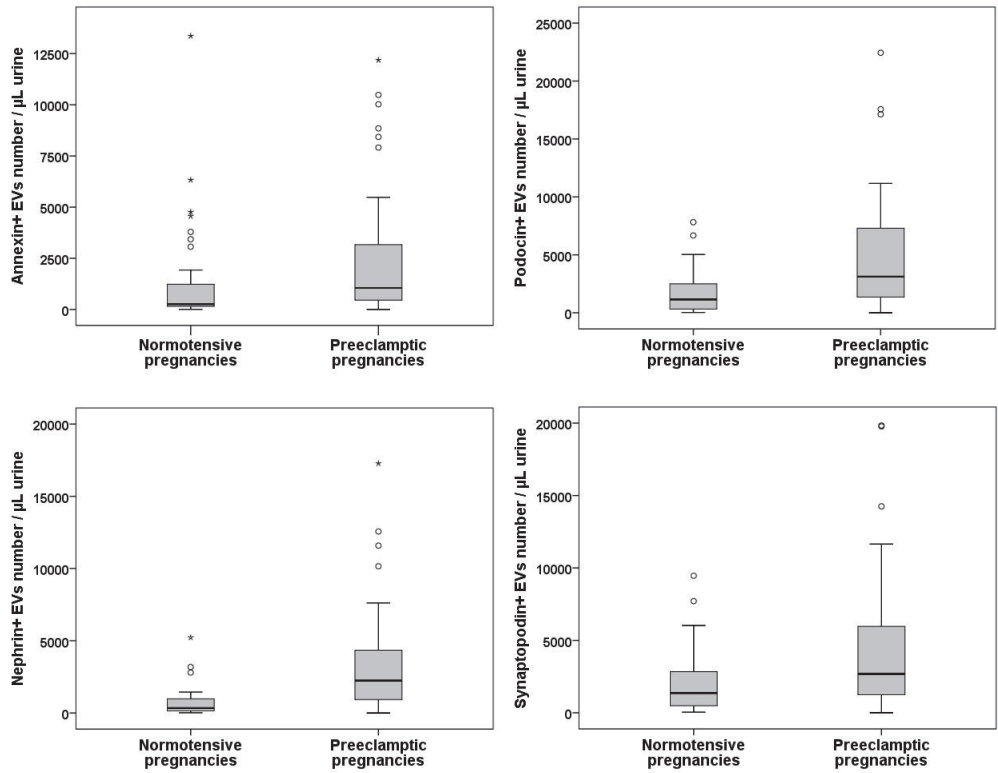 Annexin+ EVs number / µL urine
12500
10000
7500
5000
2500
0
Normotensive
pregnancies
Preeclamptic
pregnancies
Podocin+ EVs number / µL urine
25000
20000
15000
10000
5000
0
Normotensive
pregnancies
Preeclamptic
pregnancies
Nephrin+ EVs number / µL urine
20000
15000
10000
5000
0
Normotensive
pregnancies
Preeclamptic
pregnancies
Synaptopodin+ EVs number / µL urine
20000
15000
10000
5000
0
Normotensive
pregnancies
Preeclamptic
pregnancies